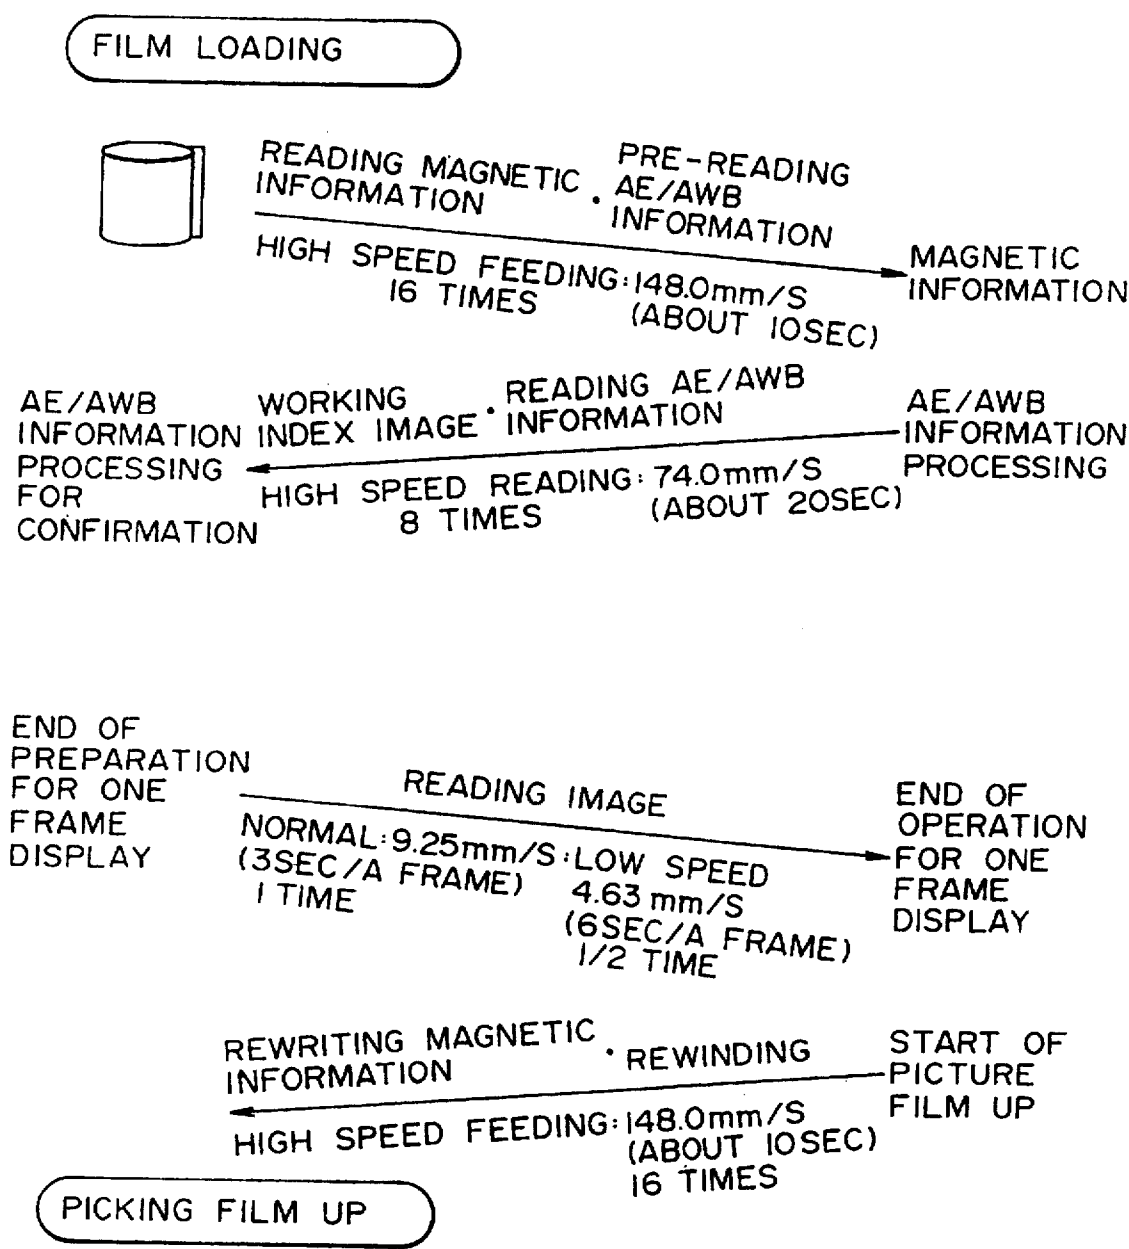 FILM LOADING
READING MAGNETIC
INFORMATION
·
PRE-READING
AE/AWB
INFORMATION
HIGH SPEED FEEDING:148.0mm/S
16 TIMES
(ABOUT 10SEC)
MAGNETIC
INFORMATION
AE/AWB
INFORMATION
PROCESSING
FOR
CONFIRMATION
WORKING
INDEX IMAGE
·
READING AE/AWB
INFORMATION
HIGH SPEED READING:74.0mm/S
8 TIMES
(ABOUT 20SEC)
AE/AWB
INFORMATION
PROCESSING
END OF
PREPARATION
FOR ONE
FRAME
DISPLAY
READING IMAGE
NORMAL:9.25mm/S:LOW SPEED
(3SEC/A FRAME)
1 TIME
4.63mm/S
(6SEC/A FRAME)
1/2 TIME
END OF
OPERATION
FOR ONE
FRAME
DISPLAY
REWRITING MAGNETIC
INFORMATION
· REWINDING
HIGH SPEED FEEDING:148.0mm/S
(ABOUT 10SEC)
16 TIMES
START OF
PICTURE
FILM UP
PICKING FILM UP